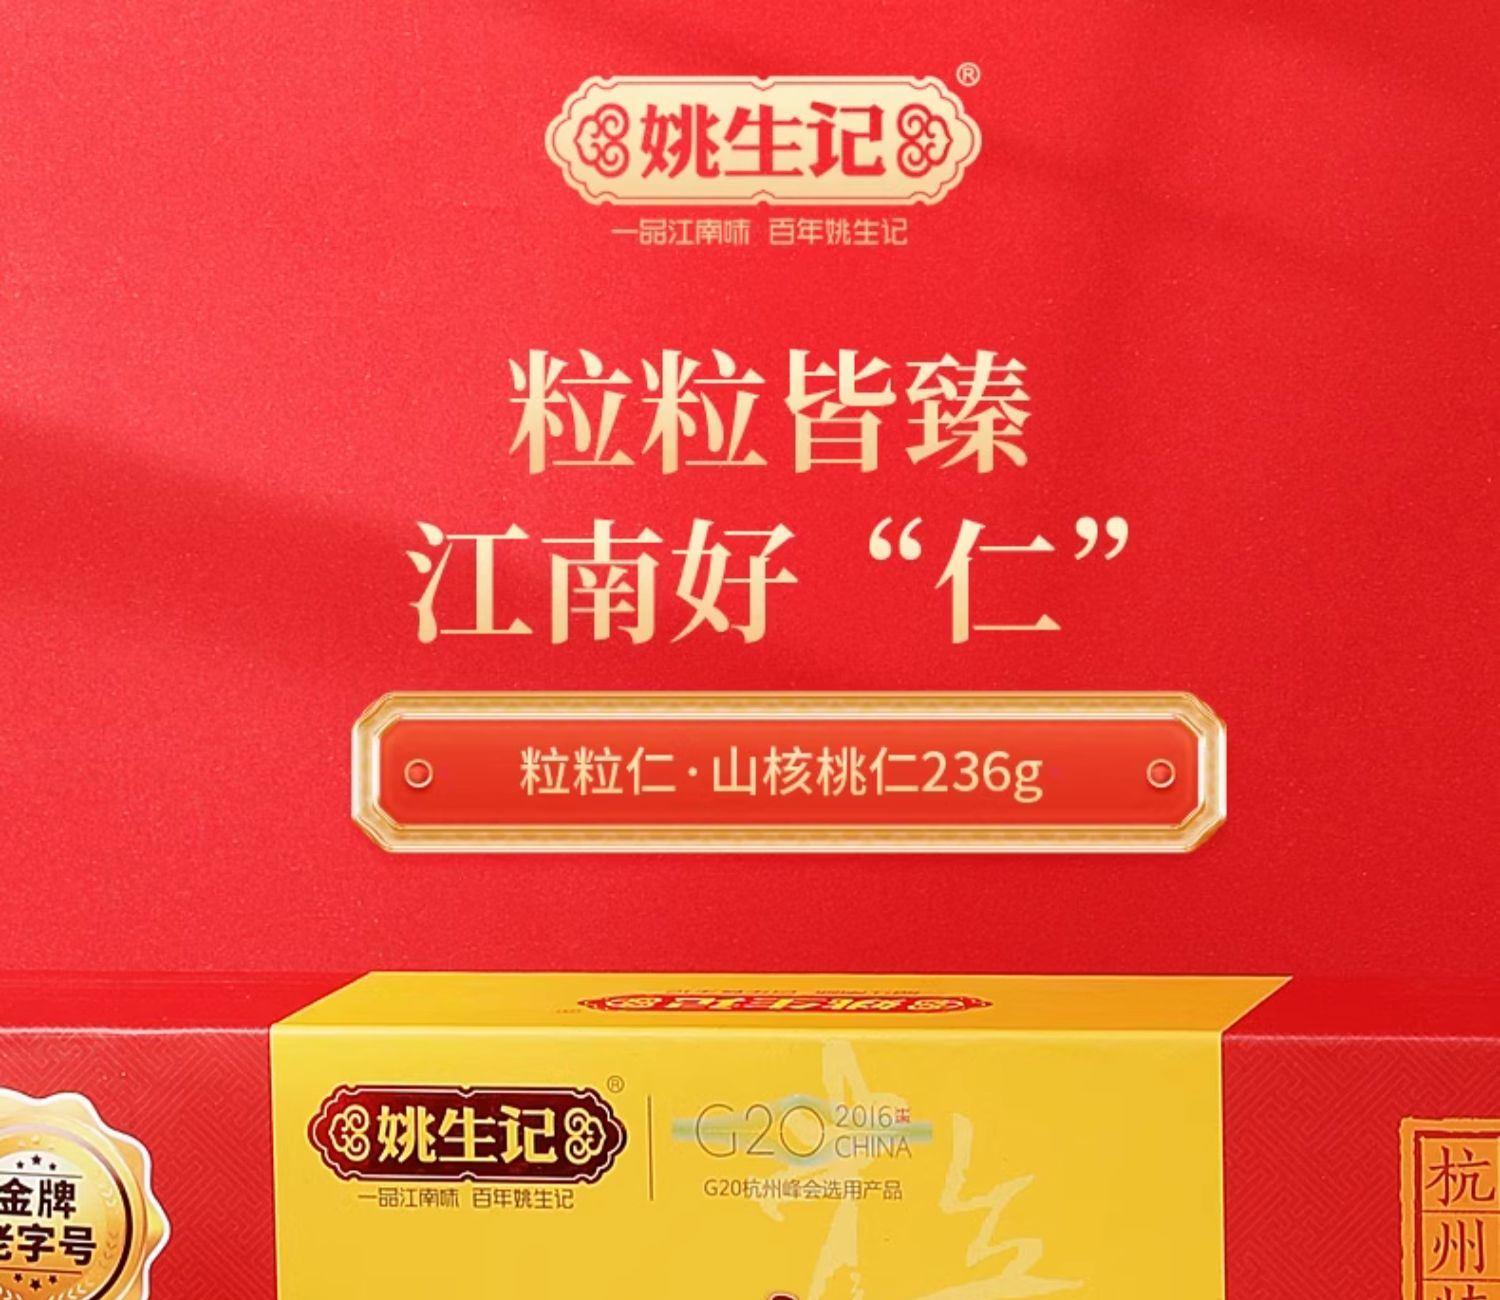 姚生记®
一品江南味 百年姚生记
粒粒皆臻
江南好“仁”
粒粒仁·山核桃仁236g
姚生记
姚生记®
一品江南味 百年姚生记
G20 2016 CHINA
G20杭州峰会选用产品
金牌
老字号
杭州